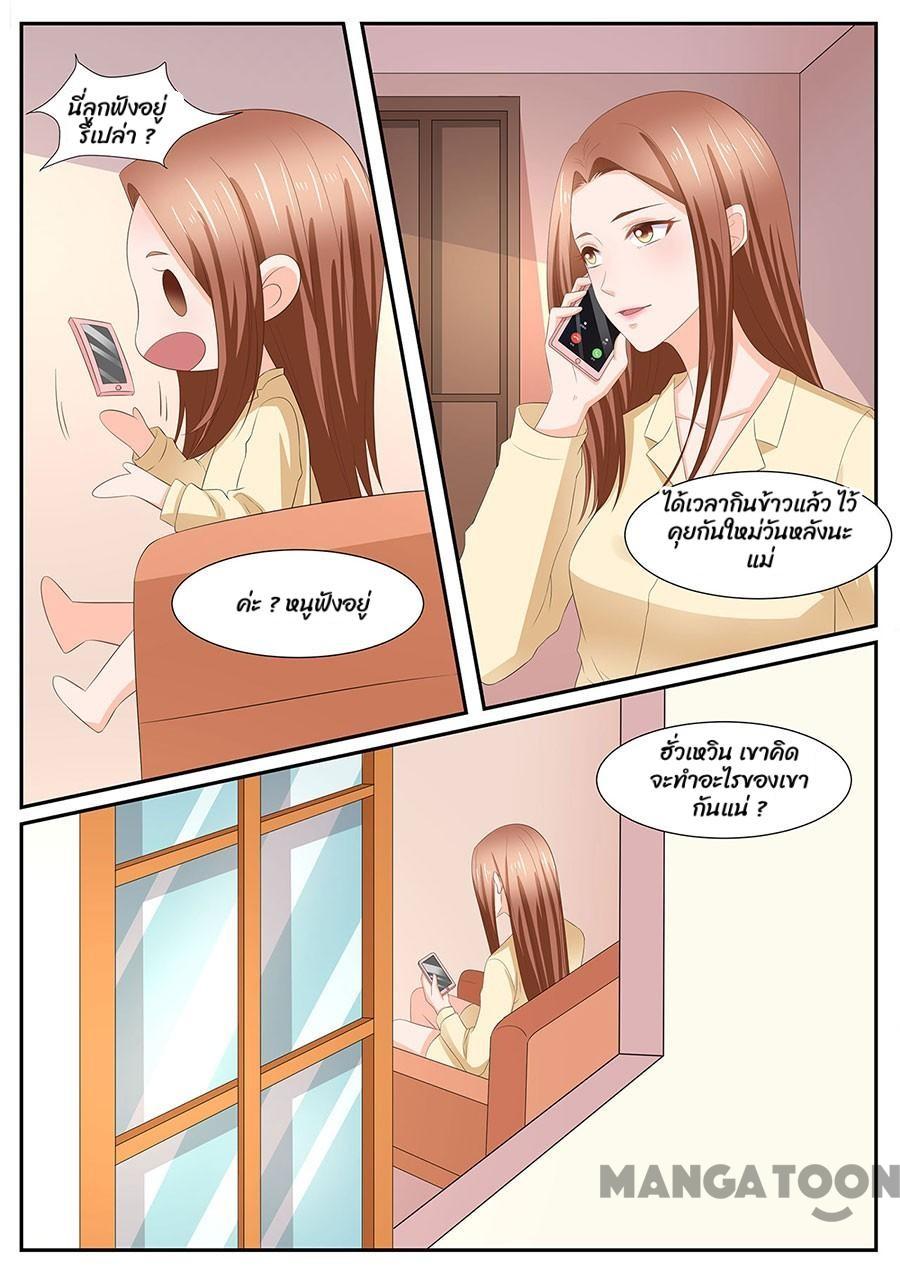 นี่ลูกฟังอยู่
รึเปล่า ?
ค่ะ ? หนูฟังอยู่
ได้เวลากินข้าวแล้ว ไว้
คุยกันใหม่วันหลังนะ
แม่
ฮั่วเหวิน เขาคิด
จะทำอะไรของเขา
กันแน่ ?
MANGATOON